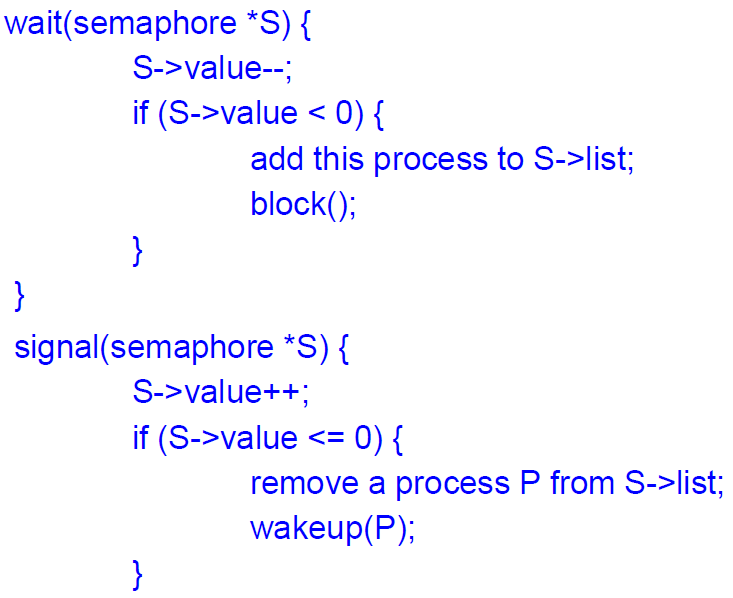 wait(semaphore *S) {
S->value--;
if (S->value < 0) {
add this process to S->list;
block();
}
}
signal(semaphore *S) {
S->value++;
if (S->value <= 0) {
remove a process P from S->list;
wakeup(P);
}